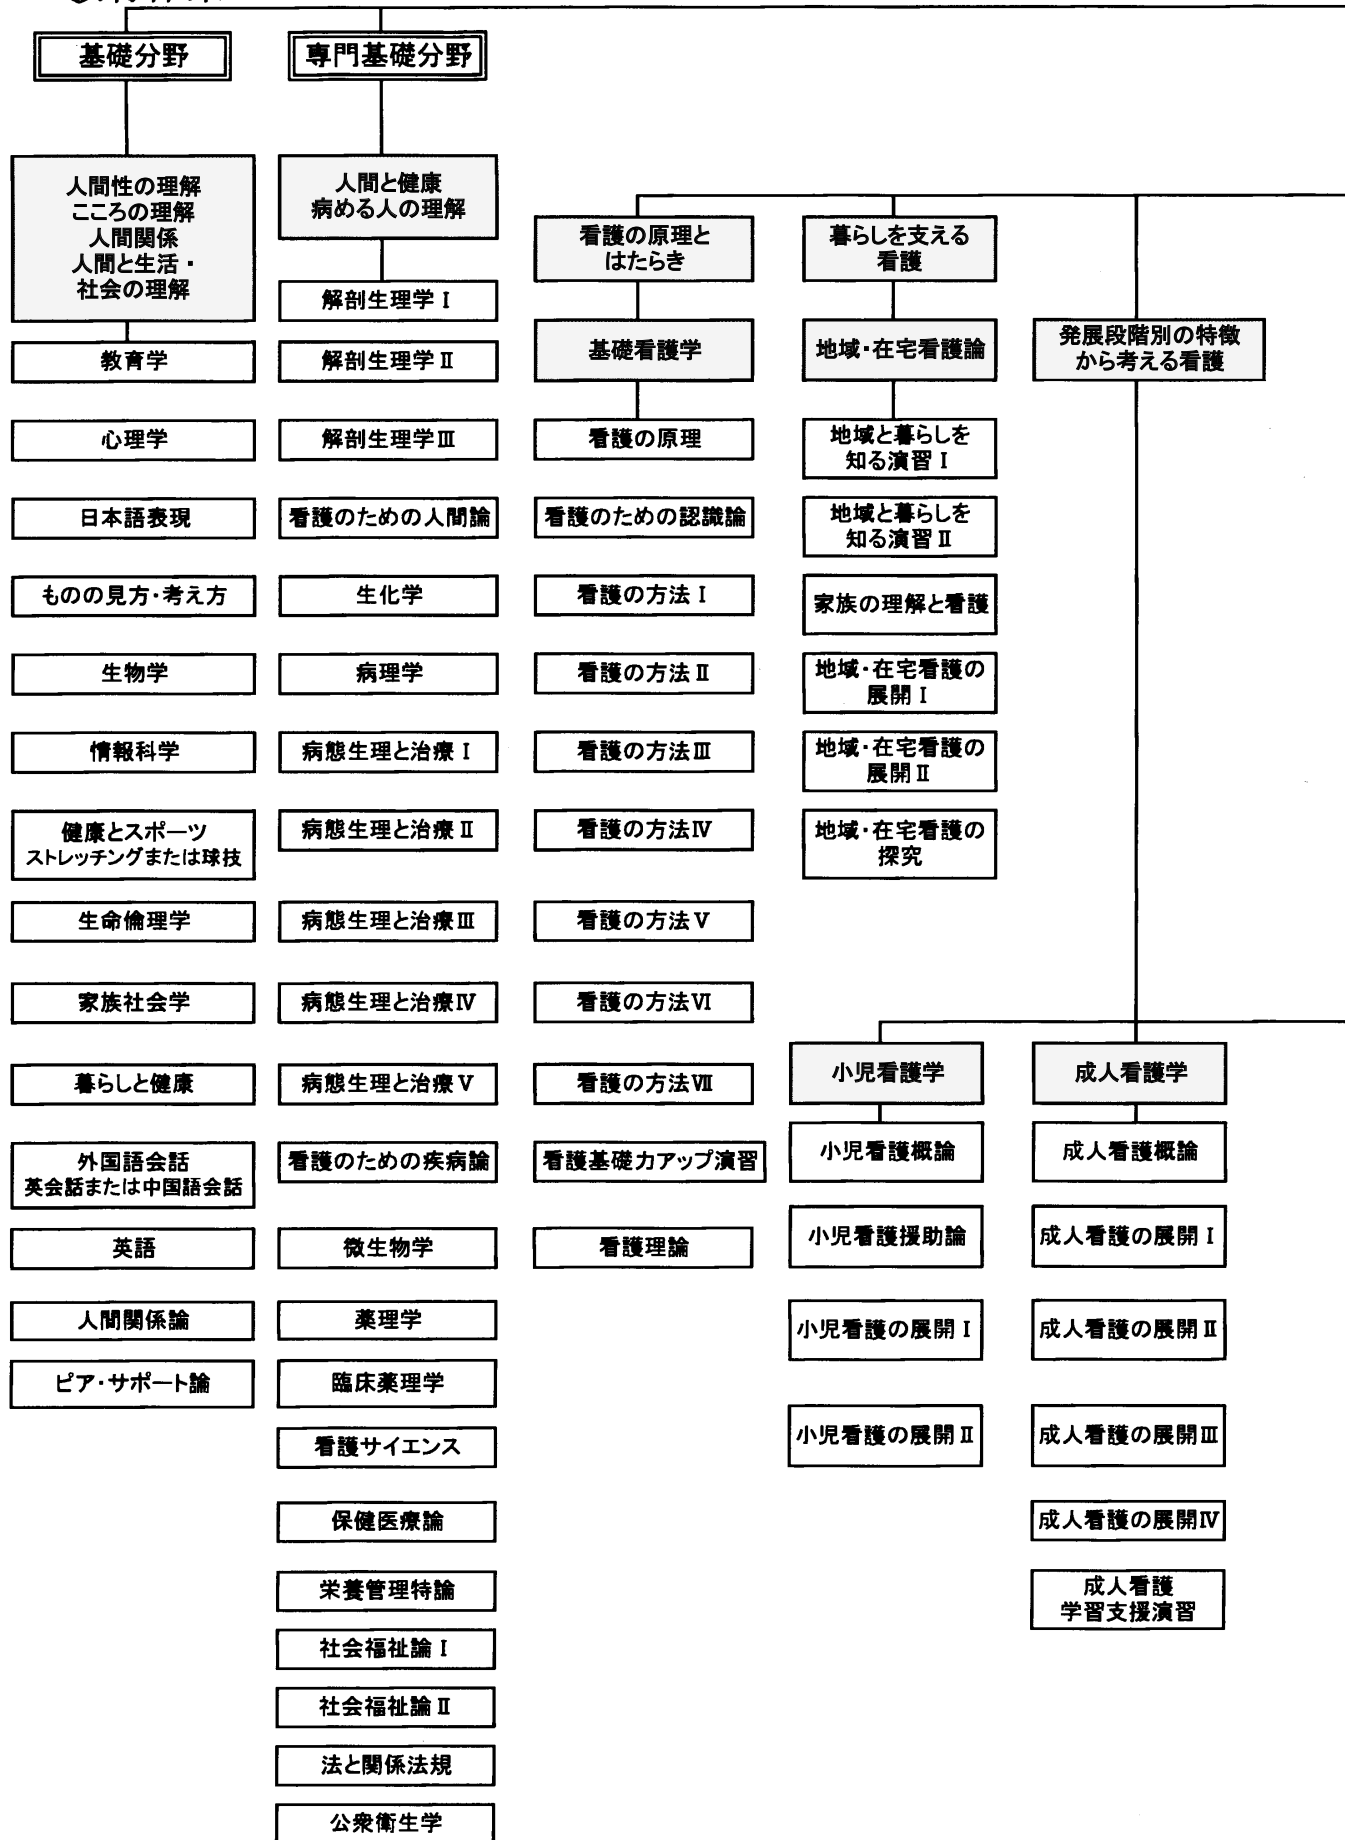 基礎分野
人間性の理解
こころの理解
人間関係
人間と生活・
社会の理解
教育学
心理学
日本語表現
ものの見方・考え方
生物学
情報科学
健康とスポーツ
ストレッチングまたは球技
生命倫理学
家族社会学
暮らしと健康
外国語会話
英会話または中国語会話
英語
人間関係論
ピア・サポート論
専門基礎分野
人間と健康
病める人の理解
解剖生理学Ⅰ
解剖生理学Ⅱ
解剖生理学Ⅲ
看護のための人間論
生化学
病理学
病態生理と治療Ⅰ
病態生理と治療Ⅱ
病態生理と治療Ⅲ
病態生理と治療Ⅳ
病態生理と治療Ⅴ
看護のための疾病論
微生物学
薬理学
臨床薬理学
看護サイエンス
保健医療論
栄養管理特論
社会福祉論Ⅰ
社会福祉論Ⅱ
法と関係法規
公衆衛生学
看護の原理と
はたらき
基礎看護学
看護の原理
看護のための認識論
看護の方法Ⅰ
看護の方法Ⅱ
看護の方法Ⅲ
看護の方法Ⅳ
看護の方法Ⅴ
看護の方法Ⅵ
看護の方法Ⅶ
看護基礎力アップ演習
看護理論
暮らしを支える
看護
地域・在宅看護論
地域と暮らしを
知る演習Ⅰ
地域と暮らしを
知る演習Ⅱ
家族の理解と看護
地域・在宅看護の
展開Ⅰ
地域・在宅看護の
展開Ⅱ
地域・在宅看護の
探究
発展段階別の特徴
から考える看護
小児看護学
小児看護概論
小児看護援助論
小児看護の展開Ⅰ
小児看護の展開Ⅱ
成人看護学
成人看護概論
成人看護の展開Ⅰ
成人看護の展開Ⅱ
成人看護の展開Ⅲ
成人看護の展開Ⅳ
成人看護
学習支援演習